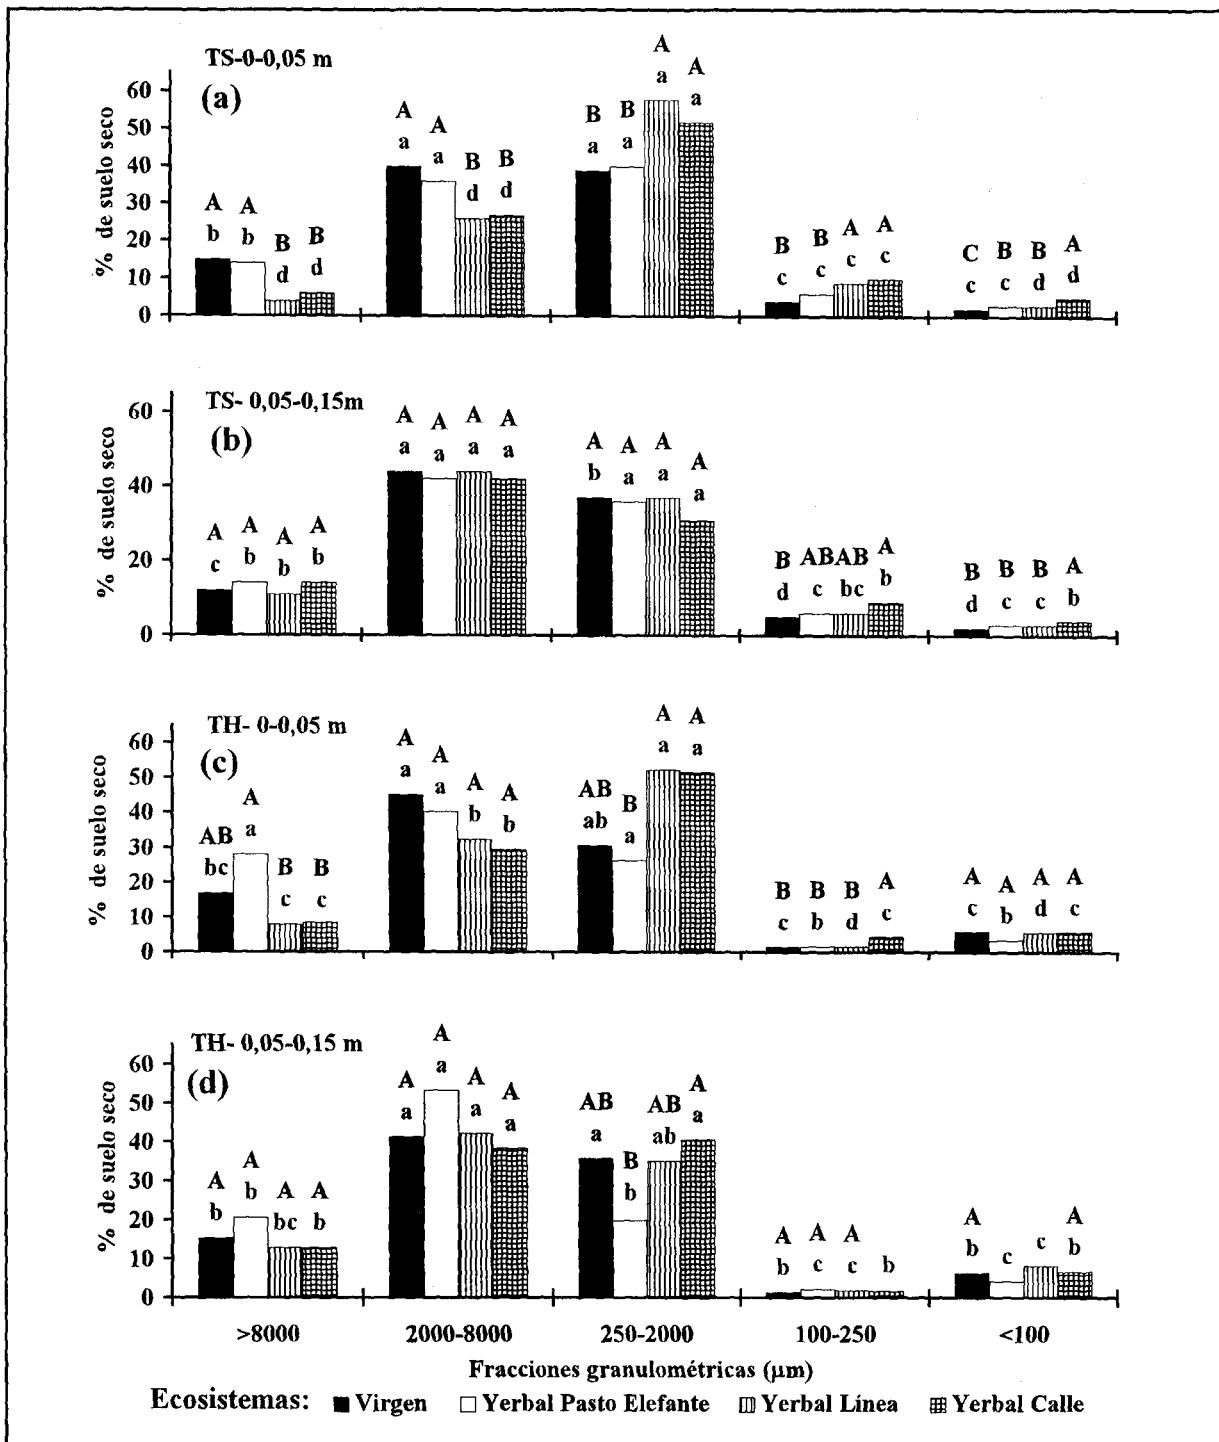 TS-0-0,05 m
(a)
% de suelo seco
60
50
40
30
20
10
0
A A B B
b b d d
A A B B
a a d d
B B A A
a a a a
B B A A
c c c c
C B B A
c c d d
TS- 0,05-0,15m
(b)
% de suelo seco
60
40
20
0
A A A A
c b b b
A A A A
a a a a
A A A A
b a a a
B AB AB A
d c bc b
B B B A
d c c b
TH- 0-0,05 m
(c)
% de suelo seco
60
50
40
30
20
10
0
AB A B B
bc a c c
A A A A
a a b b
AB B A A
ab a a a
B B B A
c b d c
A A A A
c b d c
TH- 0,05-0,15 m
(d)
% de suelo seco
60
50
40
30
20
10
0
A A A A
b b bc b
A A A A
a a a a
AB B AB A
a b ab a
A A A
b c c b
A A
b c c b
>8000 2000-8000 250-2000 100-250 <100
Fracciones granulométricas (µm)
Ecosistemas: Virgen Yerbal Pasto Elefante Yerbal Línea Yerbal Calle